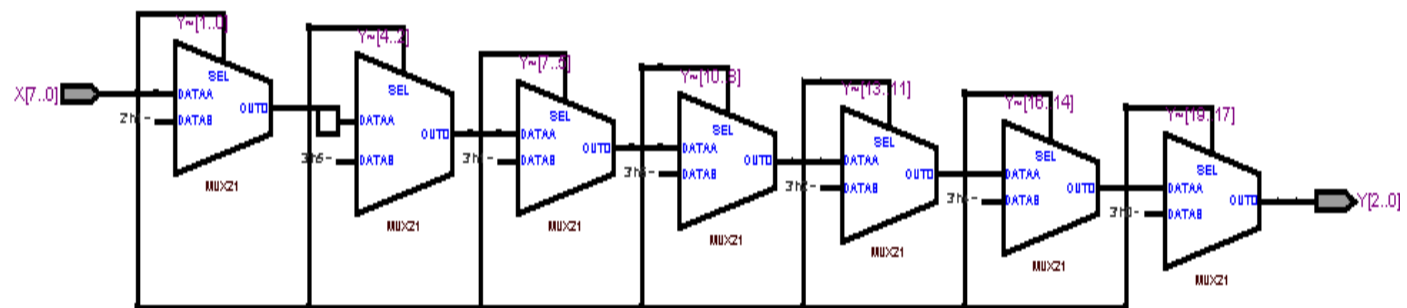 X[7..0]
Y~[1..0]
SEL
DATAA
OUT0
DATAB
MUX21
Y~[4..2]
SEL
DATAA
OUT0
DATAB
3h6-
MUX21
Y~[7..5]
SEL
DATAA
OUT0
DATAB
MUX21
Y~[10..8]
SEL
DATAA
OUT0
DATAB
MUX21
Y~[13..11]
SEL
DATAA
OUT0
DATAB
MUX21
Y~[16..14]
SEL
DATAA
OUT0
DATAB
MUX21
Y~[19..17]
SEL
DATAA
OUT0
DATAB
MUX21
Y[2..0]